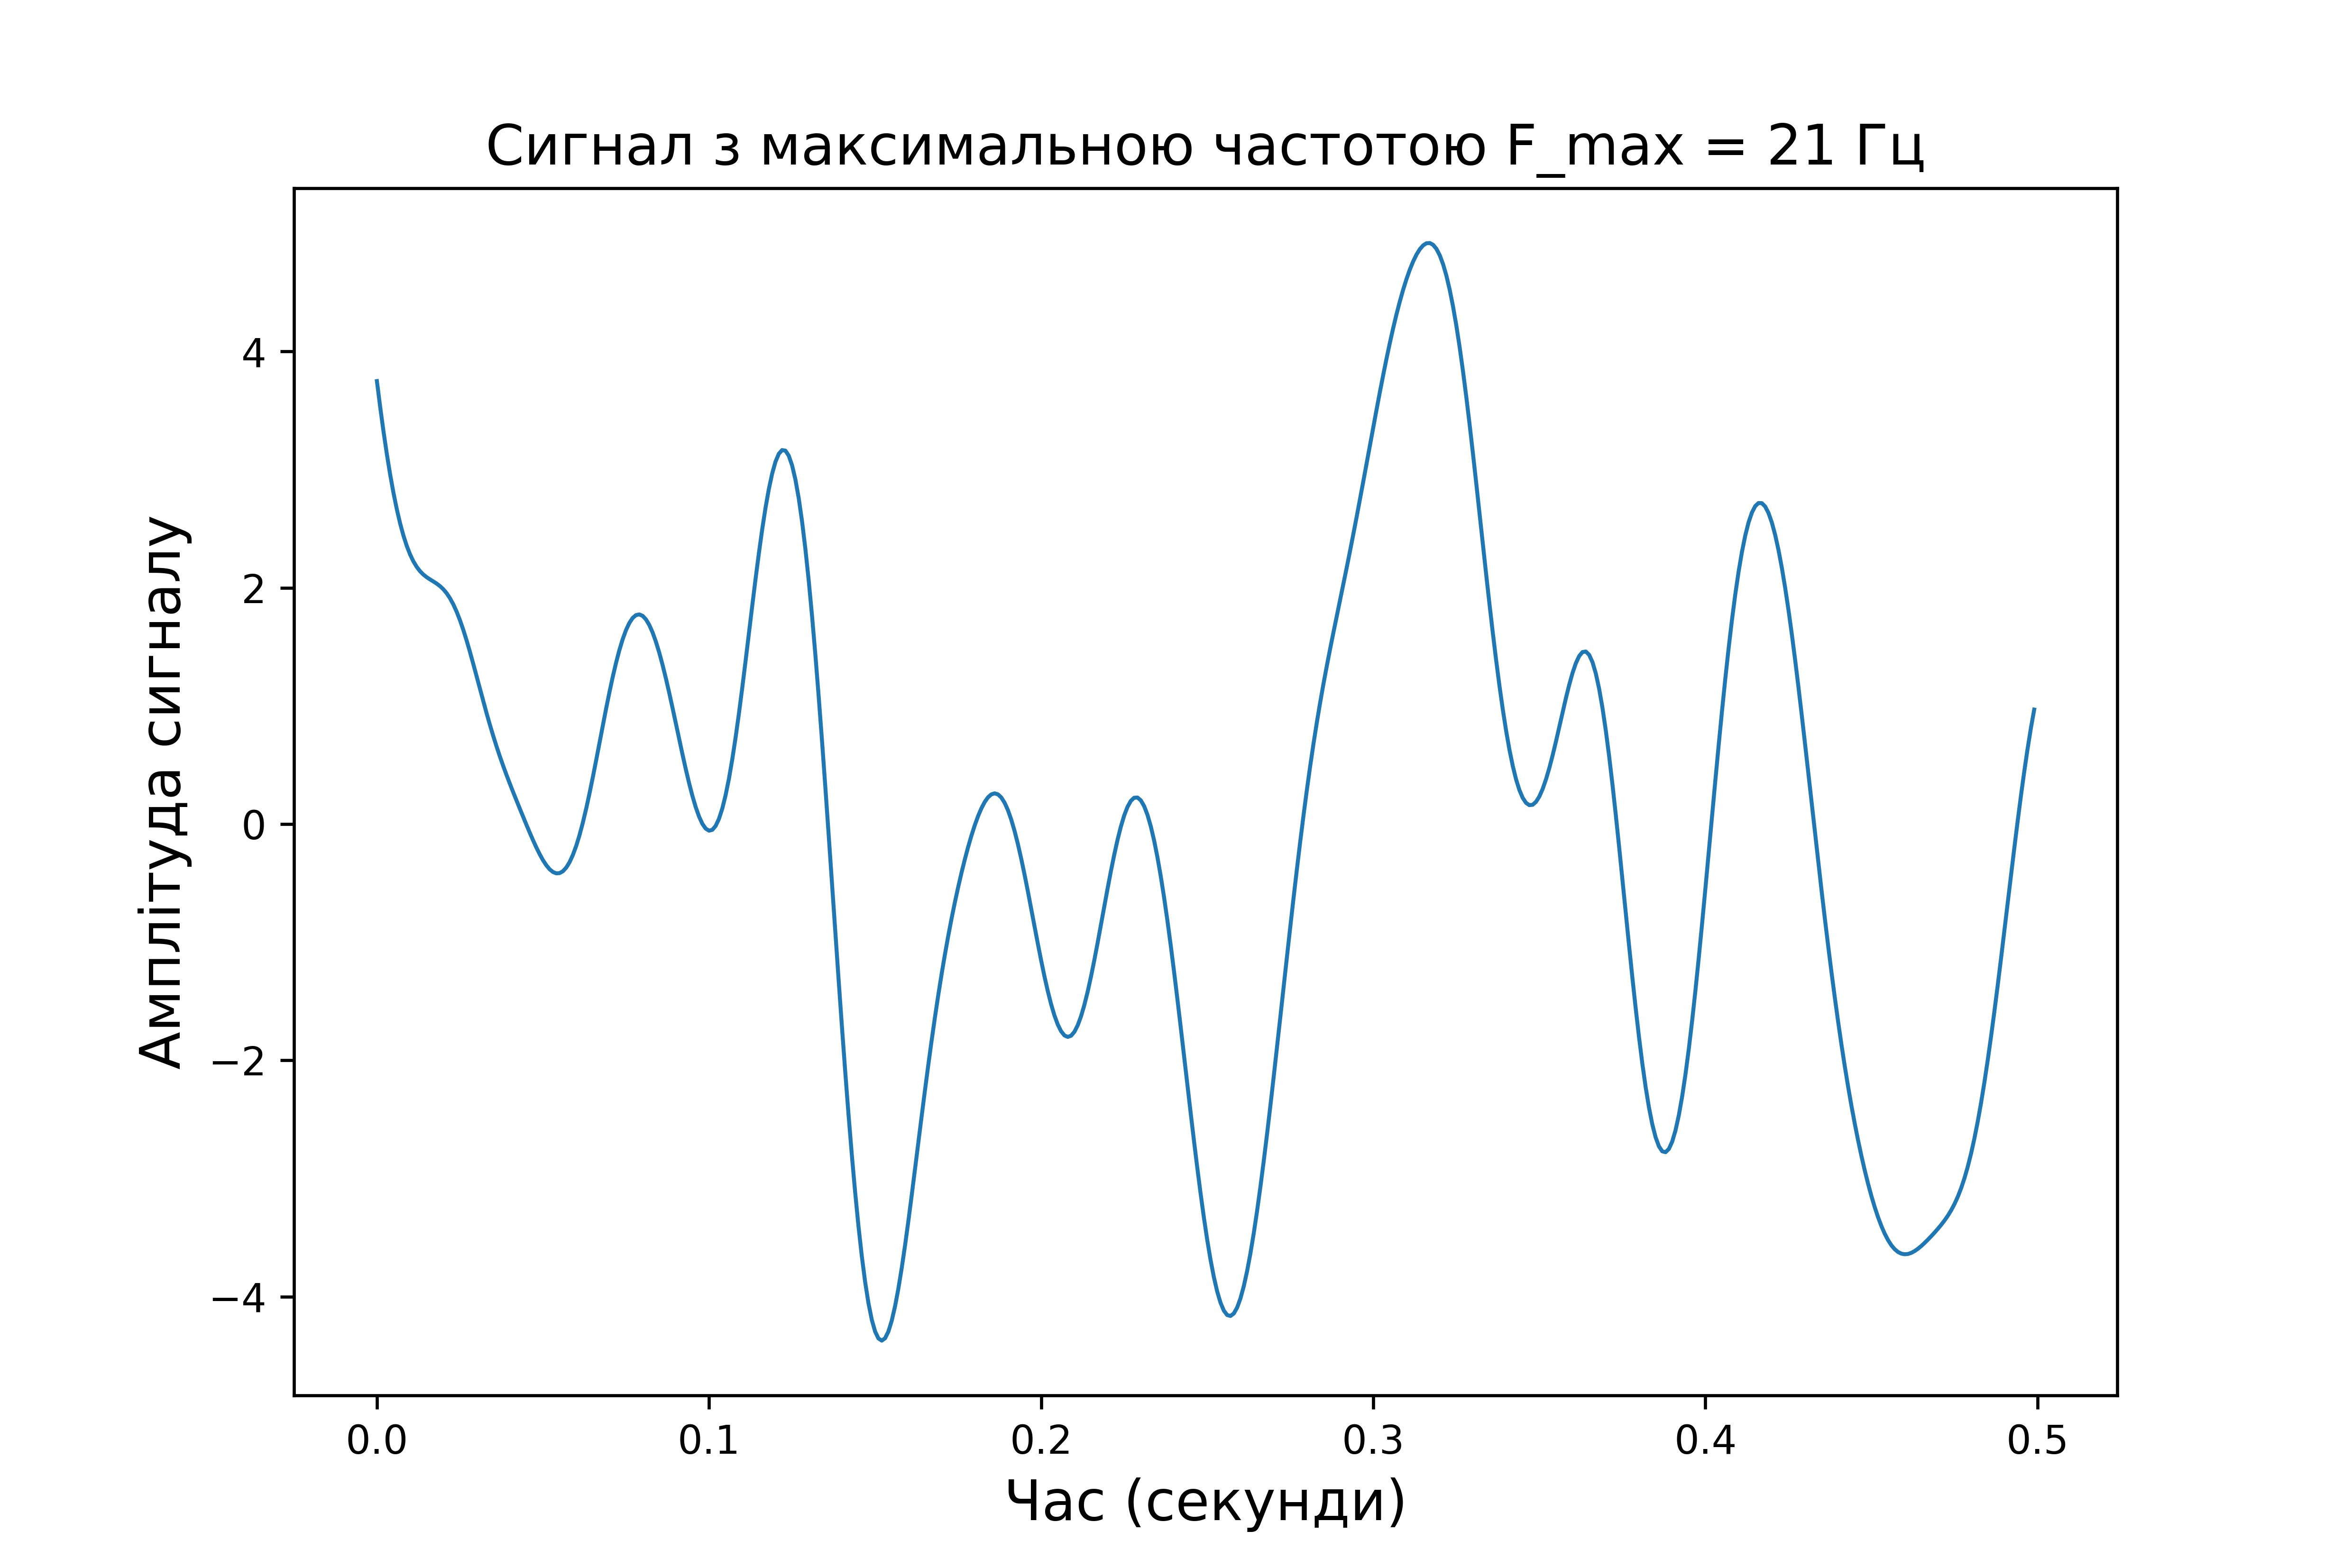 Сигнал з максимальною частотою F_max = 21 Гц
Амплітуда сигналу
4
2
0
−2
−4
0.0 0.1 0.2 0.3 0.4 0.5
Час (секунди)